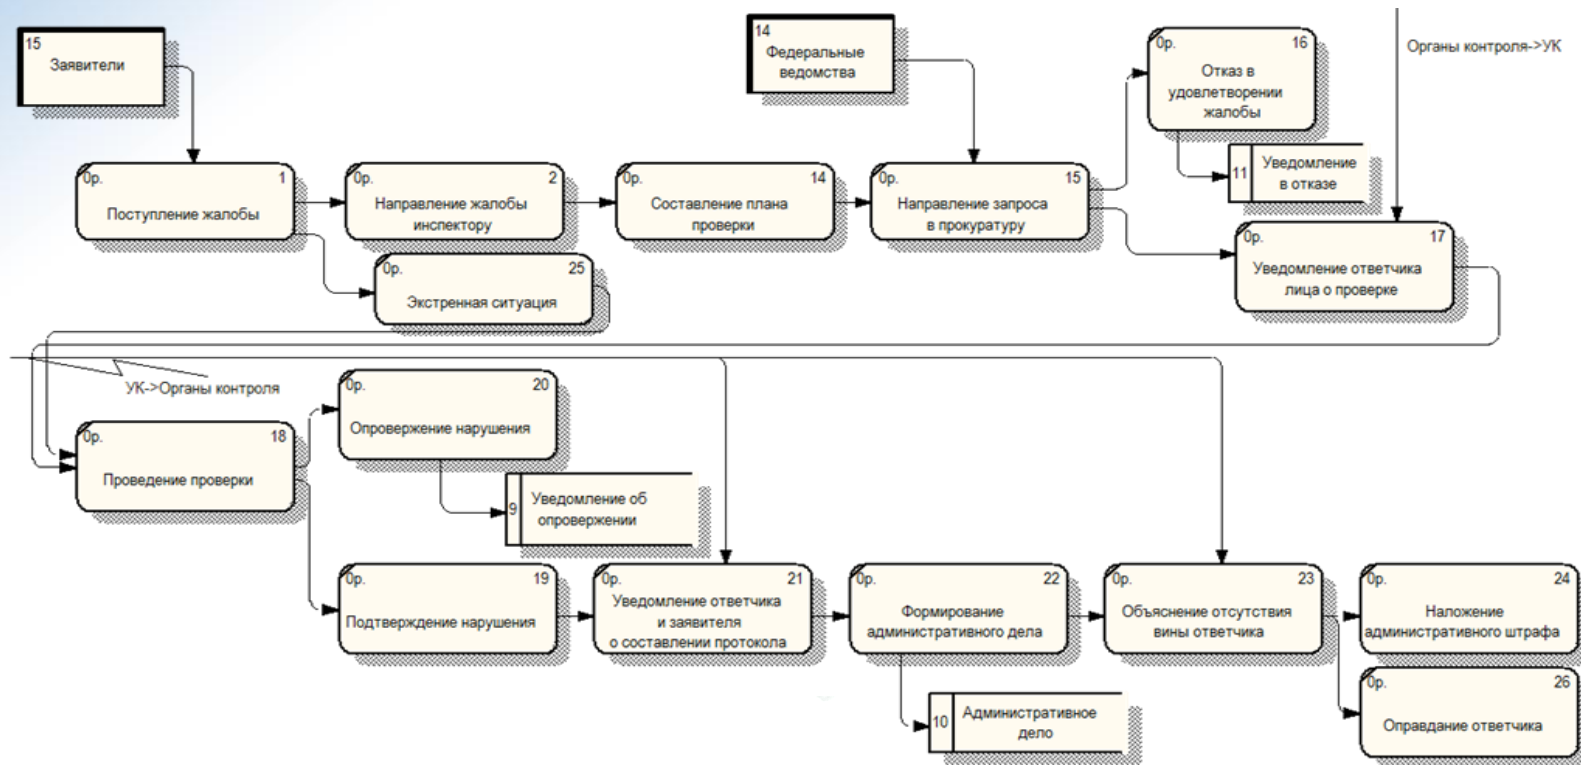 15
Заявители
14
Федеральные
ведомства
0р. 16
Отказ в
удовлетворении
жалобы
Органы контроля->УК
11
Уведомление
в отказе
0р. 1
Поступление жалобы
0р. 2
Направление жалобы
инспектору
0р. 14
Составление плана
проверки
0р. 15
Направление запроса
в прокуратуру
0р. 17
Уведомление ответчика
лица о проверке
0р. 25
Экстренная ситуация
УК->Органы контроля
0р. 18
Проведение проверки
0р. 20
Опровержение нарушения
9
Уведомление об
опровержении
0р. 19
Подтверждение нарушения
0р. 21
Уведомление ответчика
и заявителя
о составлении протокола
0р. 22
Формирование
административного дела
0р. 23
Объяснение отсутствия
вины ответчика
0р. 24
Наложение
административного штрафа
10
Административное
дело
0р. 26
Оправдание ответчика